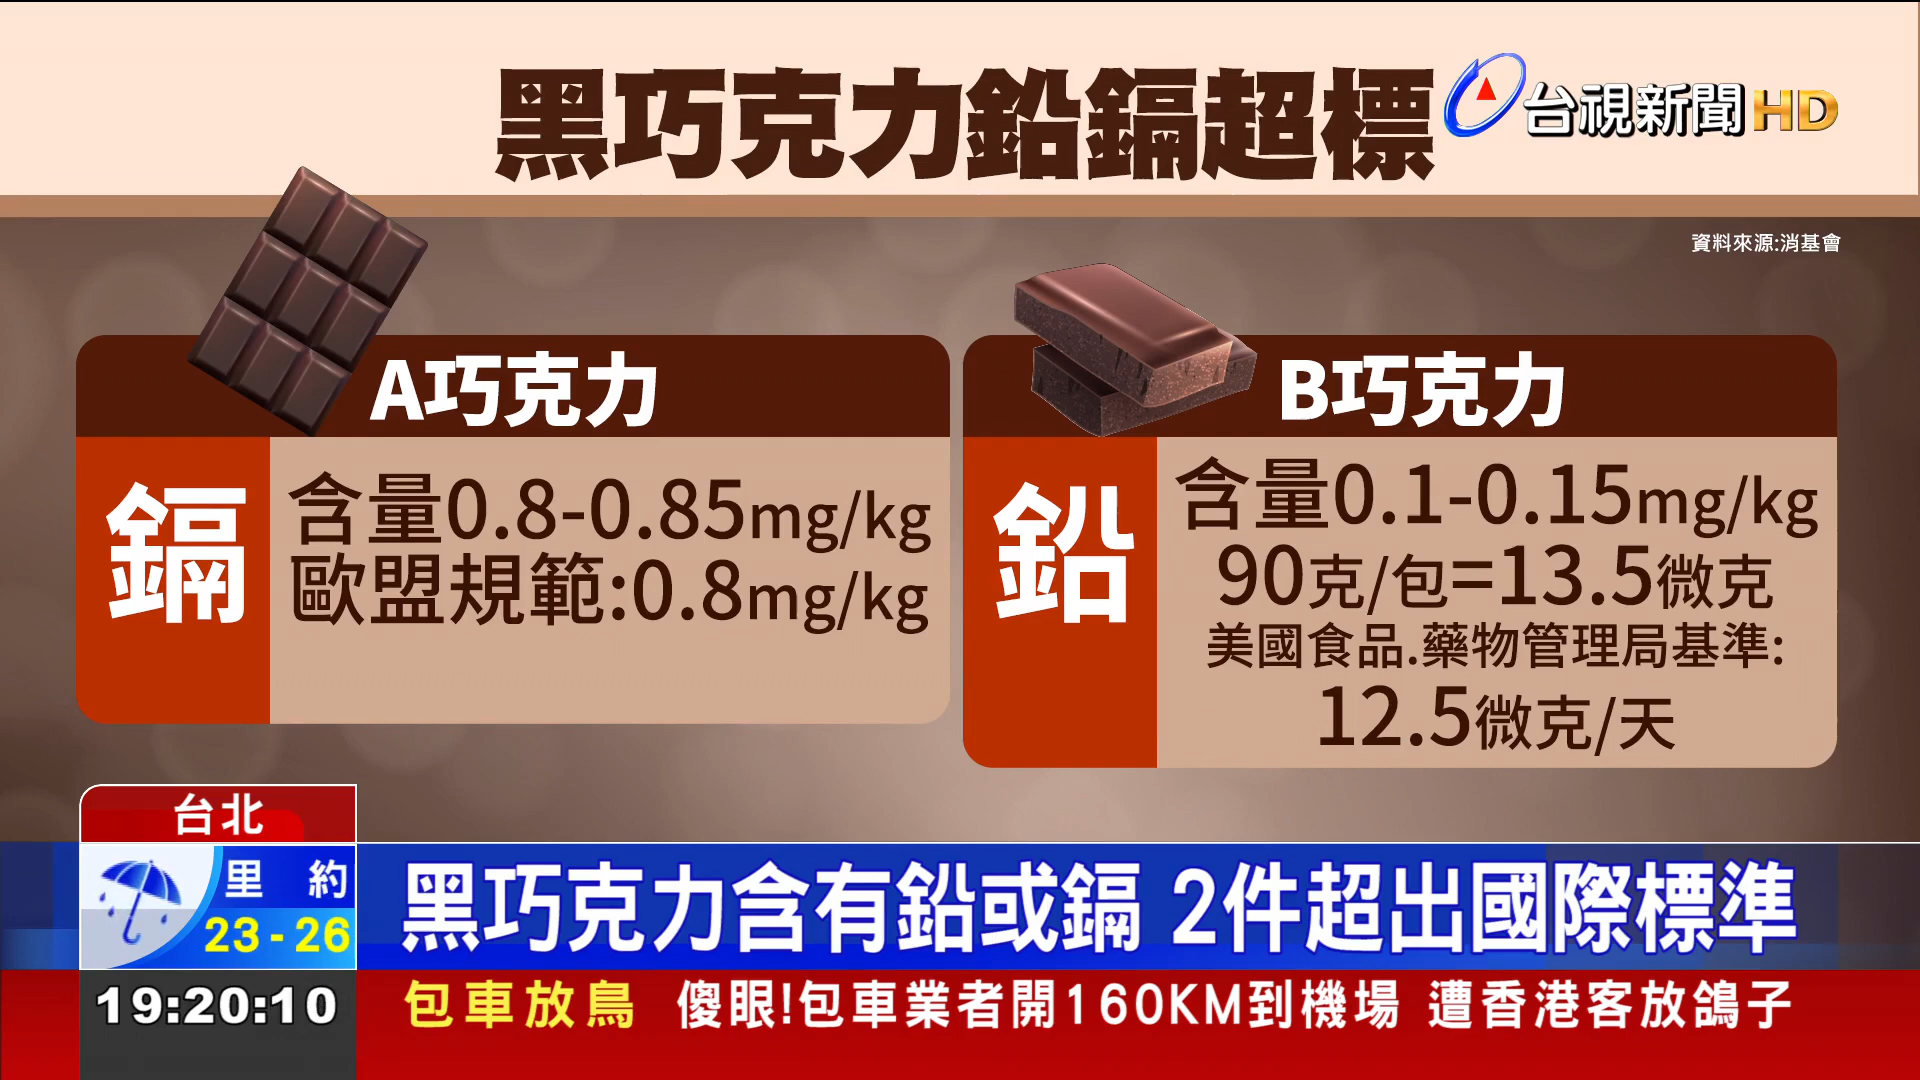 黑巧克力鉛鎘超標
台視新聞HD
資料來源:消基會
A巧克力
鎘
含量0.8-0.85mg/kg
歐盟規範:0.8mg/kg
B巧克力
鉛
含量0.1-0.15mg/kg
90克/包=13.5微克
美國食品.藥物管理局基準:
12.5微克/天
台北
里 約
23-26
黑巧克力含有鉛或鎘 2件超出國際標準
19:20:10
包車放鳥 傻眼!包車業者開160KM到機場 遭香港客放鴿子